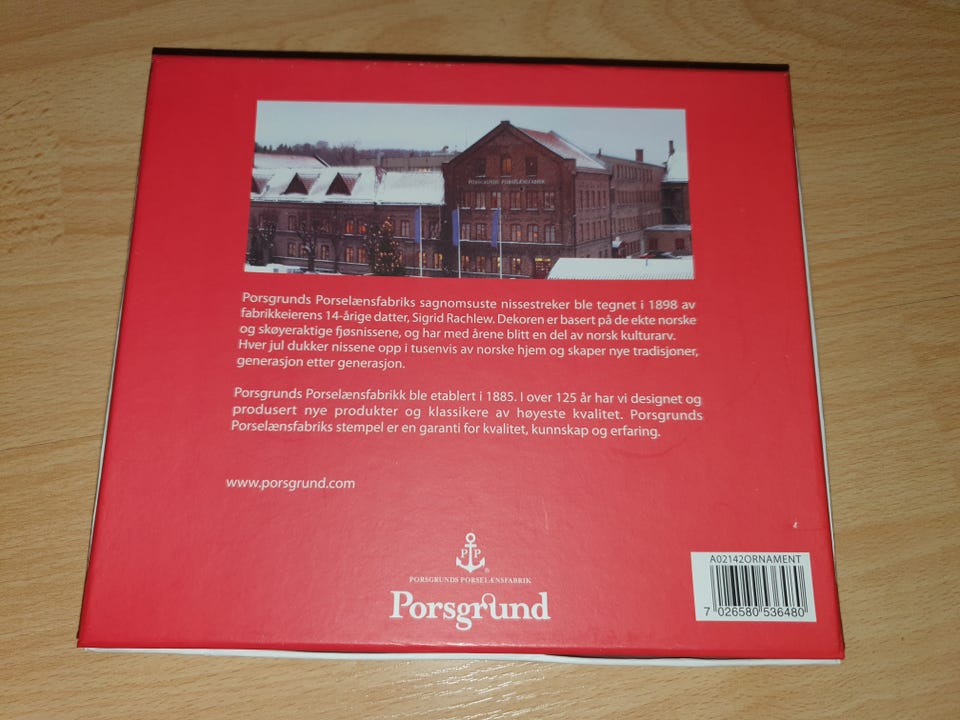 PORSGRUNDS PORSELÆNSFABRIK
Porsgrunds Porselænsfabriks sagnomsuste nissestreker ble tegnet i 1898 av
fabrikkeierens 14-årige datter, Sigrid Rachlew. Dekoren er basert på de ekte norske
og skøyeraktige fjøsnissene, og har med årene blitt en del av norsk kulturarv.
Hver jul dukker nissene opp i tusenvis av norske hjem og skaper nye tradisjoner,
generasjon etter generasjon.
Porsgrunds Porselænsfabrikk ble etablert i 1885. I over 125 år har vi designet og
produsert nye produkter og klassikere av høyeste kvalitet. Porsgrunds
Porselænsfabriks stempel er en garanti for kvalitet, kunnskap og erfaring.
www.porsgrund.com
P P ®
PORSGRUNDS PORSELÆNSFABRIK
Porsgrund
A02142ORNAMENT
7 026580 536480